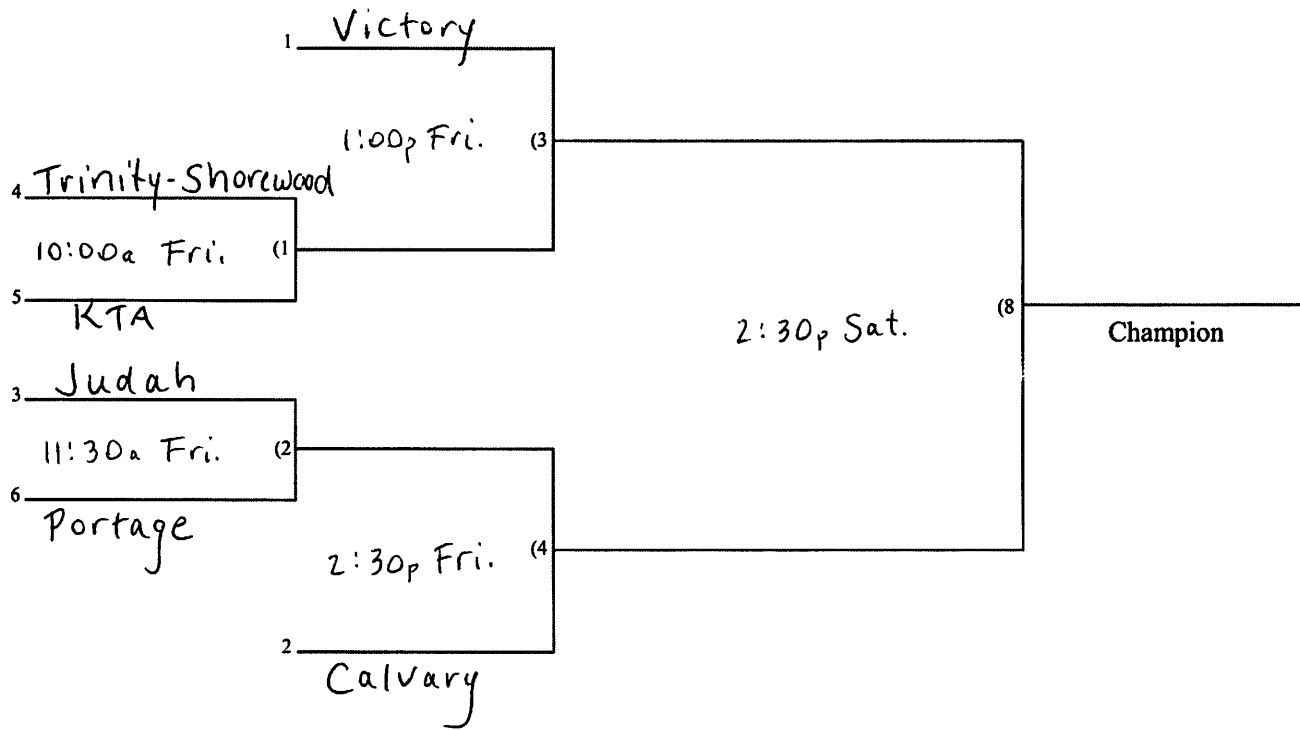 1 Victory
1:00p Fri. (3
4 Trinity-Shorewood
10:00a Fri. (1
5 KTA
2:30p Sat. (8
Champion
3 Judah
11:30a Fri. (2
6 Portage
2:30p Fri. (4
2 Calvary